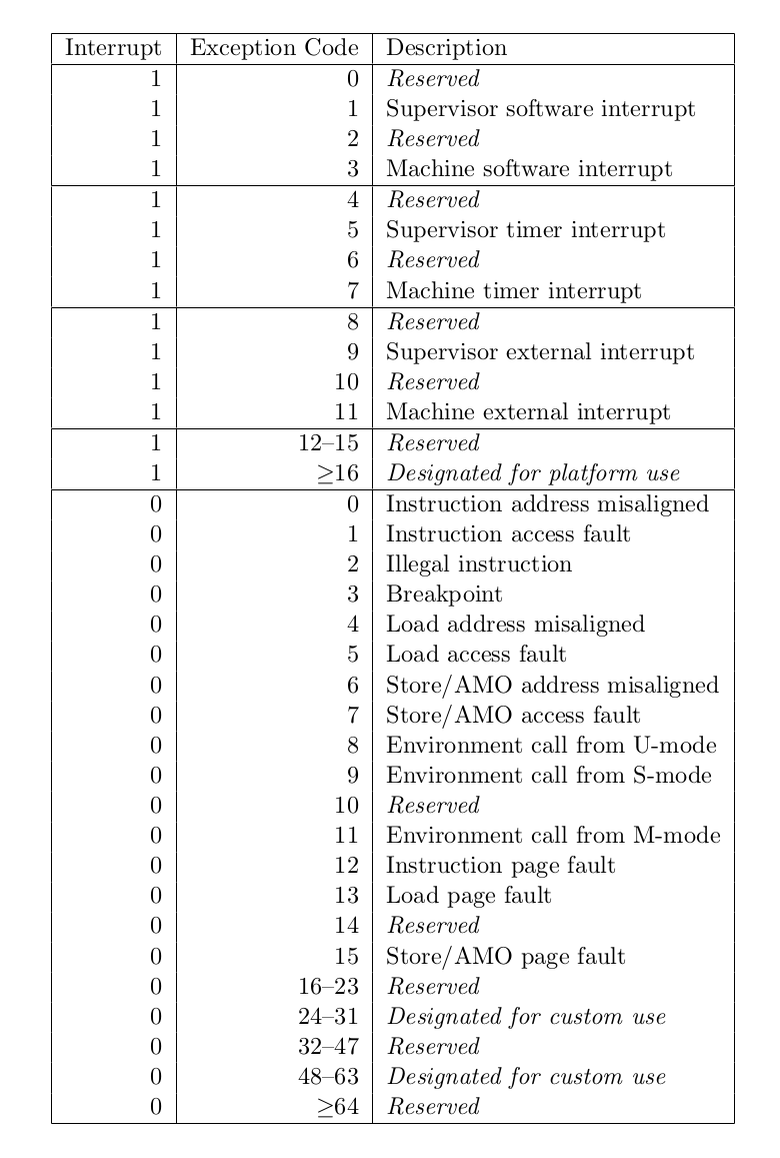 Interrupt Exception Code Description
1 0 Reserved
1 1 Supervisor software interrupt
1 2 Reserved
1 3 Machine software interrupt
1 4 Reserved
1 5 Supervisor timer interrupt
1 6 Reserved
1 7 Machine timer interrupt
1 8 Reserved
1 9 Supervisor external interrupt
1 10 Reserved
1 11 Machine external interrupt
1 12–15 Reserved
1 ≥16 Designated for platform use
0 0 Instruction address misaligned
0 1 Instruction access fault
0 2 Illegal instruction
0 3 Breakpoint
0 4 Load address misaligned
0 5 Load access fault
0 6 Store/AMO address misaligned
0 7 Store/AMO access fault
0 8 Environment call from U-mode
0 9 Environment call from S-mode
0 10 Reserved
0 11 Environment call from M-mode
0 12 Instruction page fault
0 13 Load page fault
0 14 Reserved
0 15 Store/AMO page fault
0 16–23 Reserved
0 24–31 Designated for custom use
0 32–47 Reserved
0 48–63 Designated for custom use
0 ≥64 Reserved